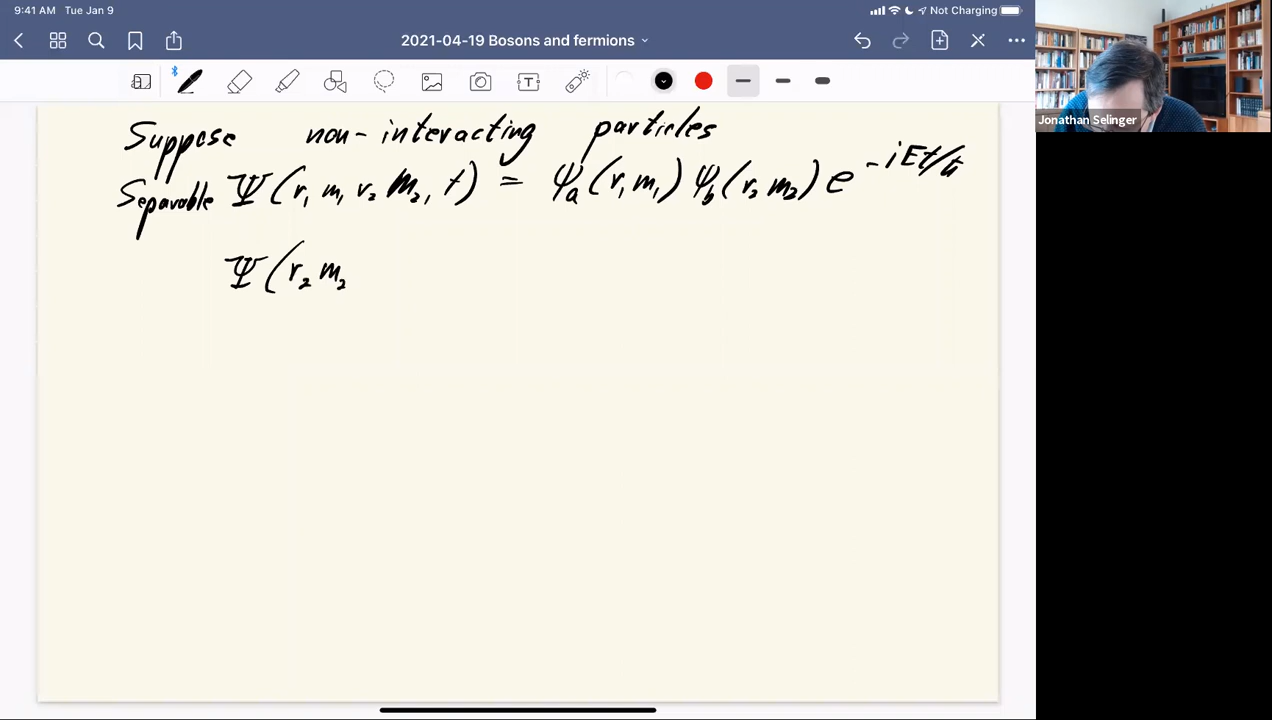 9:41 AM Tue Jan 9
Not Charging
2021-04-19 Bosons and fermions
T
Jonathan Selinger
Suppose non-interacting particles
Separable Ψ(r₁ m₁ r₂ m₂, t) = ψₐ(r₁ m₁) ψ_b(r₂ m₂) e^{-iEt/ħ}
Ψ(r₂ m₂